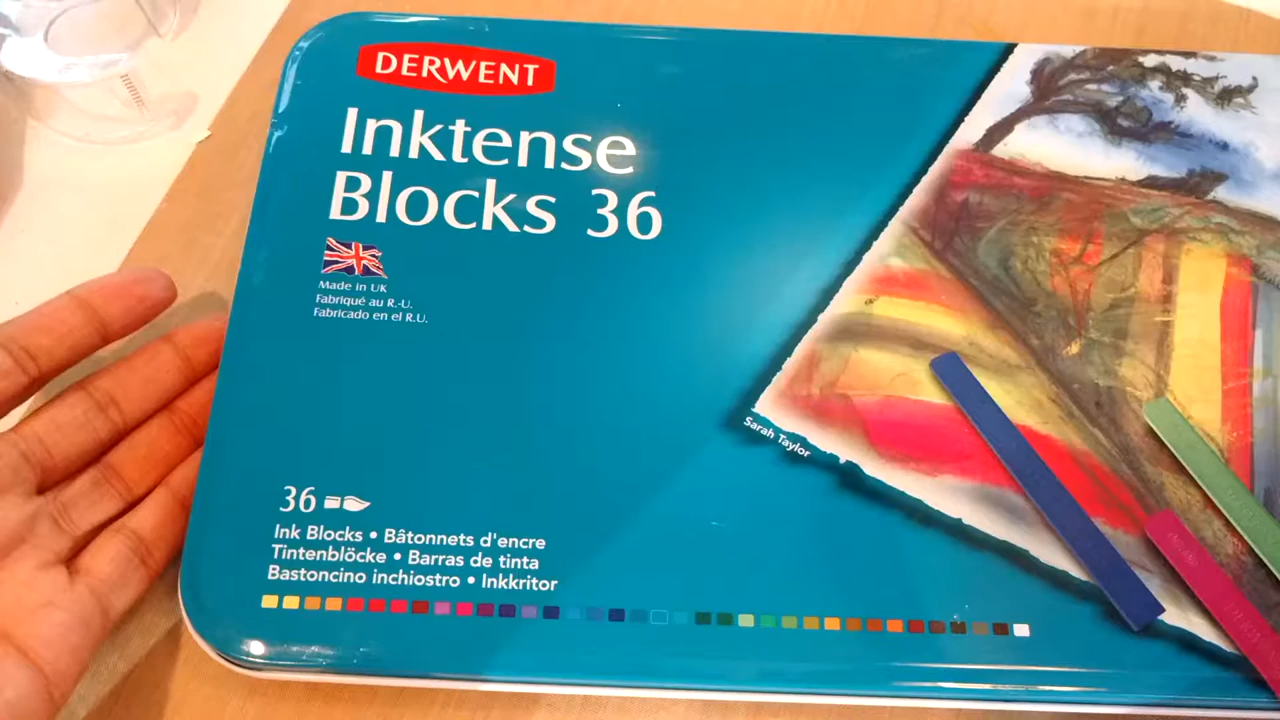 DERWENT
Inktense
Blocks 36
Made in UK
Fabriqué au R.-U.
Fabricado en el R.U.
Sarah Taylor
36
Ink Blocks • Bâtonnets d'encre
Tintenblöcke • Barras de tinta
Bastoncino inchiostro • Inkkritor